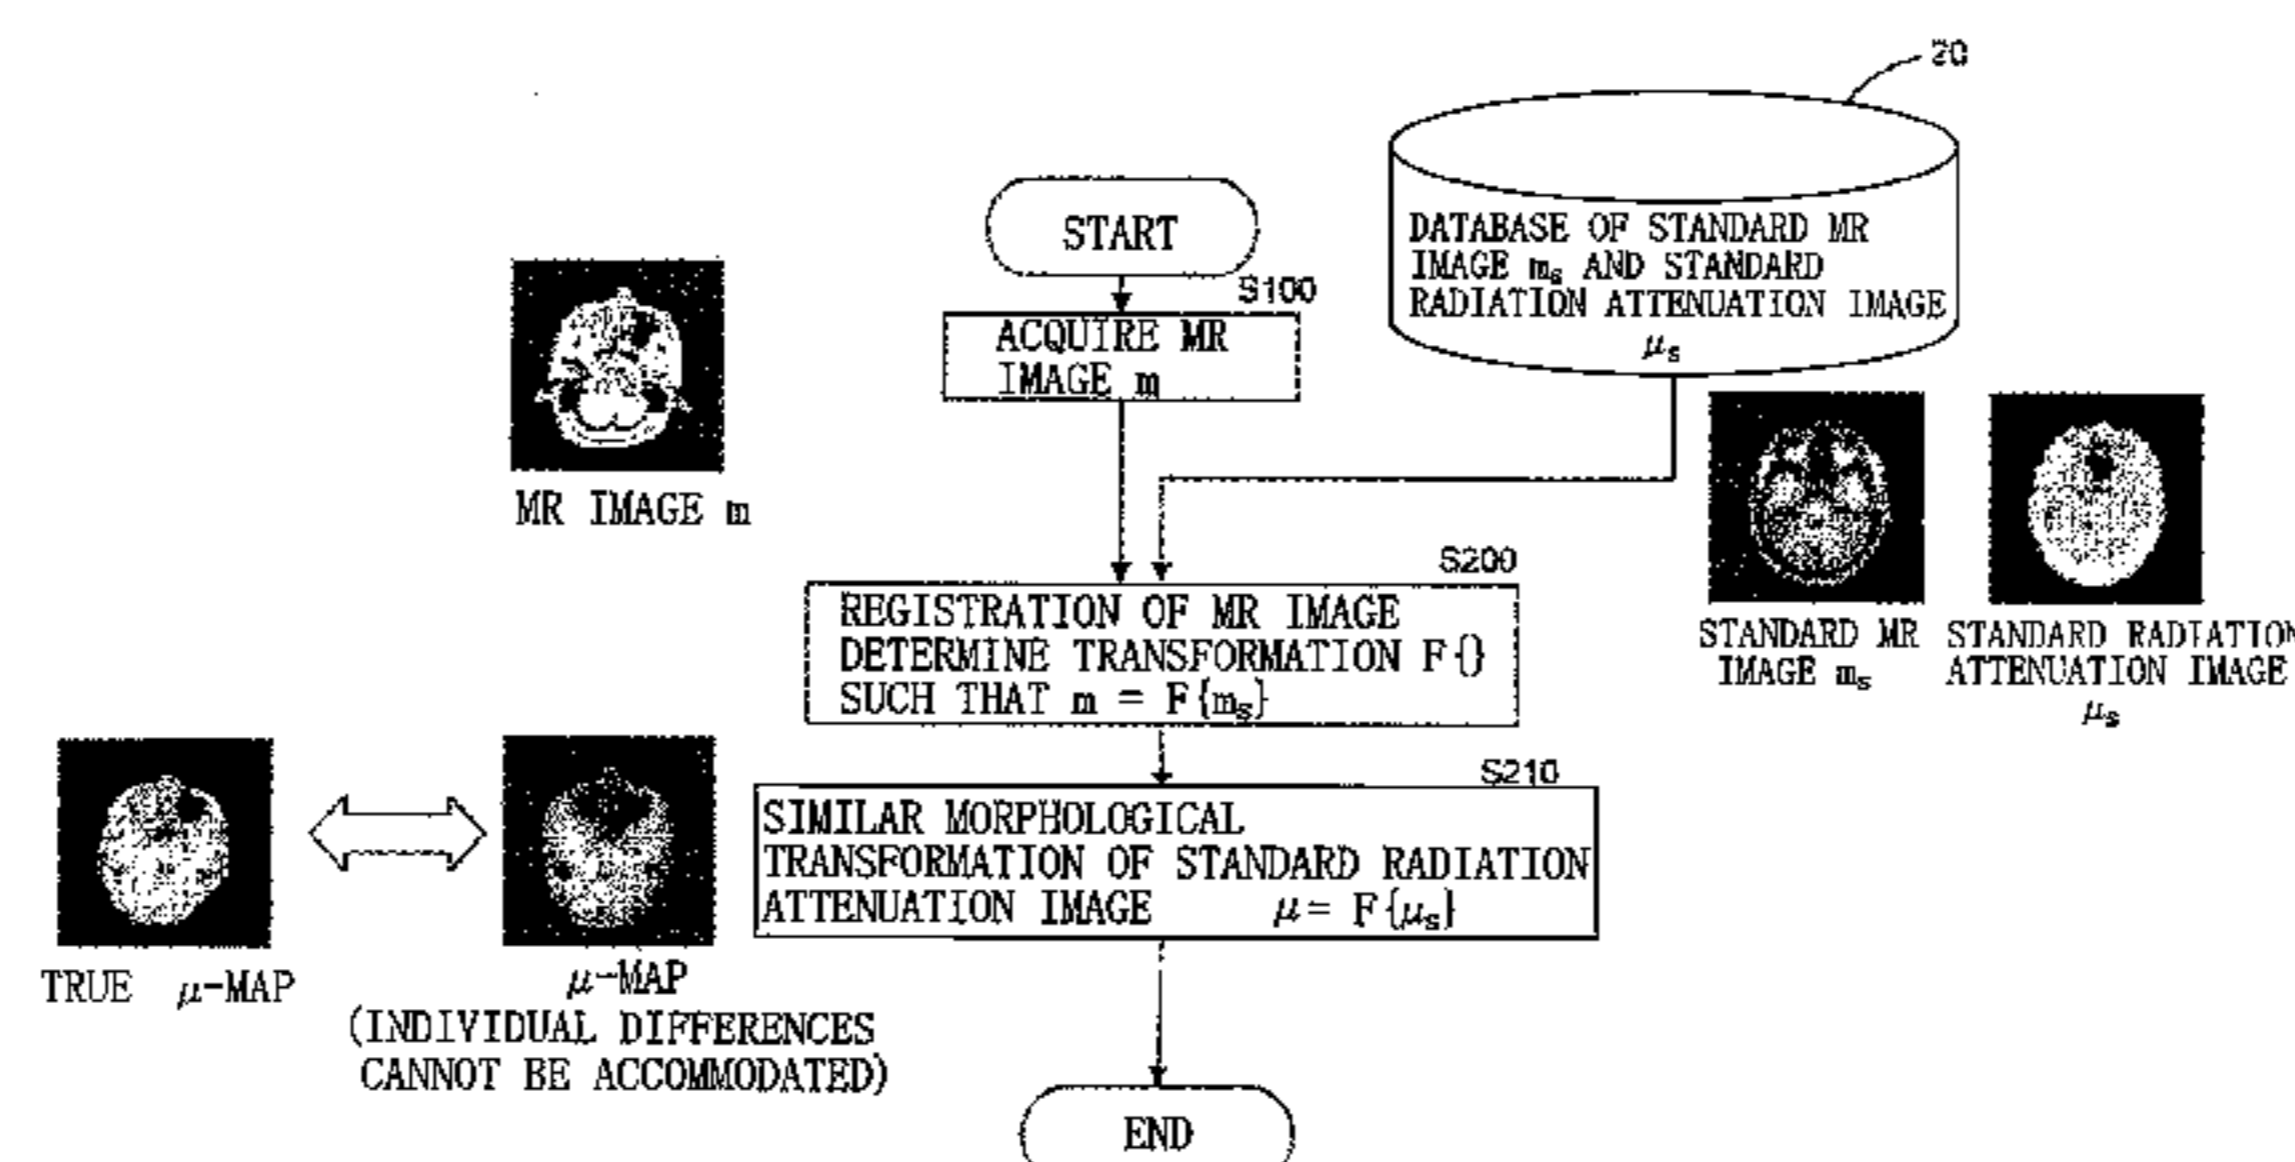 20
START
DATABASE OF STANDARD MR
IMAGE mₛ AND STANDARD
RADIATION ATTENUATION IMAGE
μₛ
S100
ACQUIRE MR
IMAGE m
MR IMAGE m
STANDARD MR
IMAGE mₛ
STANDARD RADIATION
ATTENUATION IMAGE
μₛ
S200
REGISTRATION OF MR IMAGE
DETERMINE TRANSFORMATION F{}
SUCH THAT m = F{mₛ}
S210
SIMILAR MORPHOLOGICAL
TRANSFORMATION OF STANDARD RADIATION
ATTENUATION IMAGE μ= F{μₛ}
TRUE μ-MAP
μ-MAP
(INDIVIDUAL DIFFERENCES
CANNOT BE ACCOMMODATED)
END